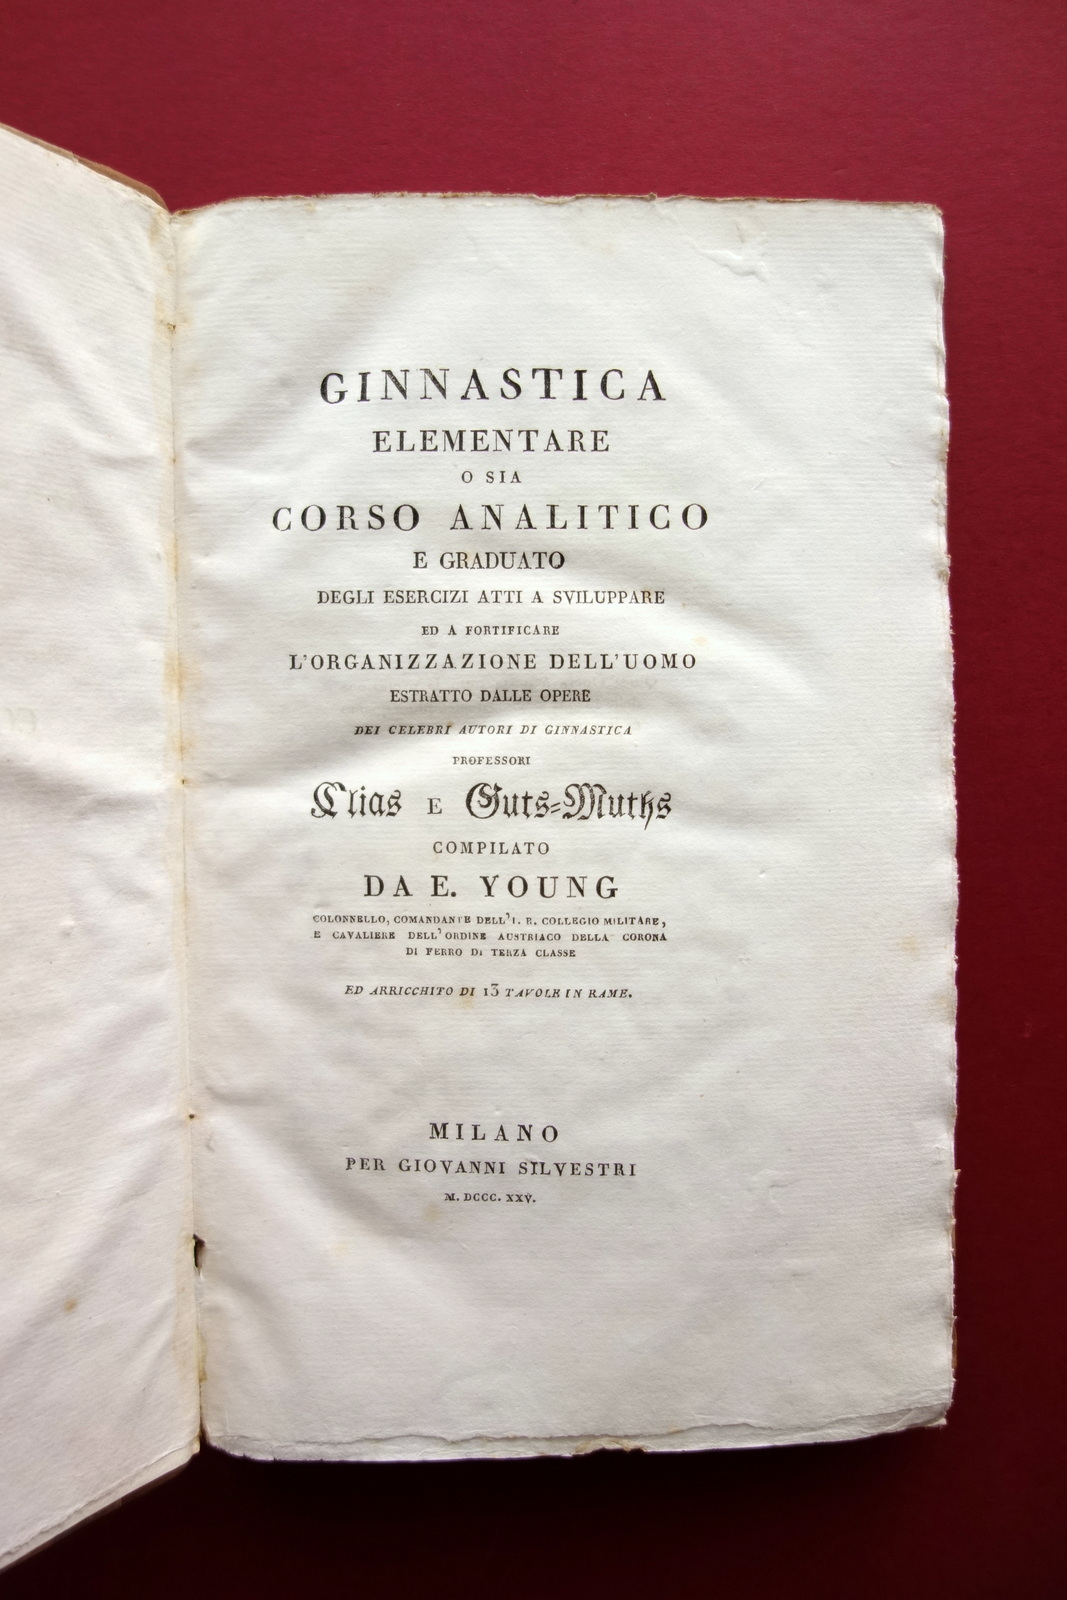 GINNASTICA
ELEMENTARE
O SIA
CORSO ANALITICO
E GRADUATO
DEGLI ESERCIZI ATTI A SVILUPPARE
ED A FORTIFICARE
L'ORGANIZZAZIONE DELL'UOMO
ESTRATTO DALLE OPERE
DEI CELEBRI AUTORI DI GINNASTICA
PROFESSORI
Clias E Guts-Muths
COMPILATO
DA E. YOUNG
COLONNELLO, COMANDANTE DELL'I. R. COLLEGIO MILITARE,
E CAVALIERE DELL'ORDINE AUSTRIACO DELLA CORONA
DI FERRO DI TERZA CLASSE
ED ARRICCHITO DI 13 TAVOLE IN RAME.
MILANO
PER GIOVANNI SILVESTRI
M. DCCC. XXV.